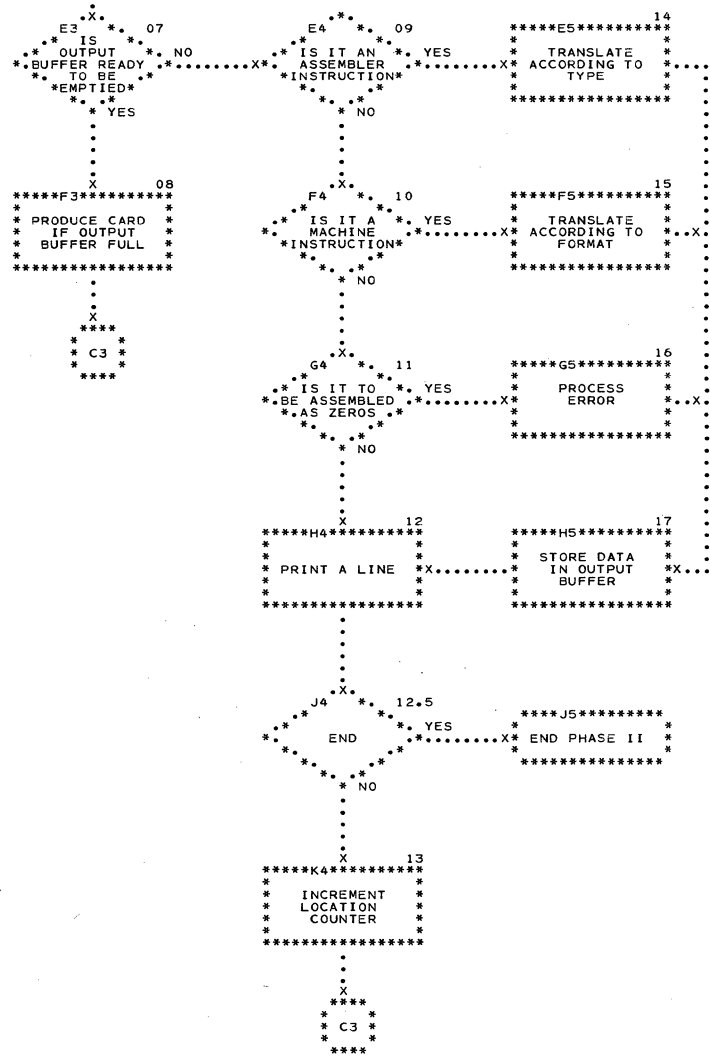 E3 07
IS
OUTPUT
BUFFER READY
TO BE
EMPTIED
NO
YES
E4 09
IS IT AN
ASSEMBLER
INSTRUCTION
YES
NO
E5 14
TRANSLATE
ACCORDING TO
TYPE
F3 08
PRODUCE CARD
IF OUTPUT
BUFFER FULL
C3
F4 10
IS IT A
MACHINE
INSTRUCTION
YES
NO
F5 15
TRANSLATE
ACCORDING TO
FORMAT
G4 11
IS IT TO
BE ASSEMBLED
AS ZEROS
YES
NO
G5 16
PROCESS
ERROR
H4 12
PRINT A LINE
H5 17
STORE DATA
IN OUTPUT
BUFFER
J4 12.5
END
YES
NO
J5
END PHASE II
K4 13
INCREMENT
LOCATION
COUNTER
C3